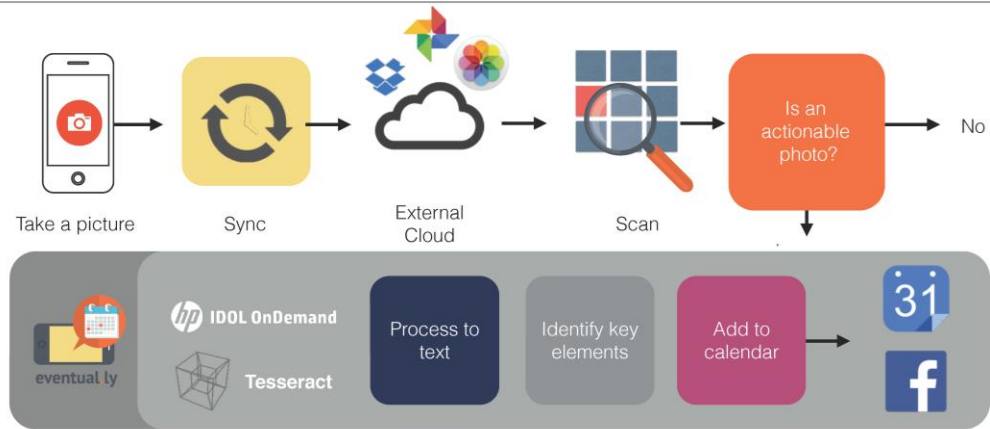 Is an
actionable
photo?
No
Take a picture
Sync
External
Cloud
Scan
hp IDOL OnDemand
Tesseract
eventual ly
Process to
text
Identify key
elements
Add to
calendar
31
f